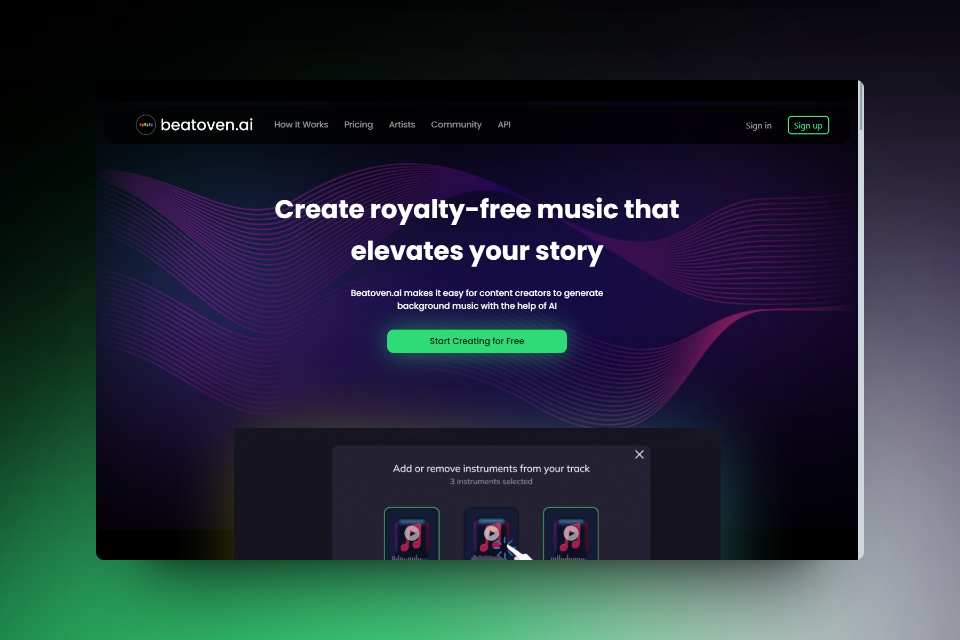 beatoven.ai
How It Works
Pricing
Artists
Community
API
Sign in
Sign up
Create royalty-free music that
elevates your story
Beatoven.ai makes it easy for content creators to generate
background music with the help of AI
Start Creating for Free
Add or remove instruments from your track
3 instruments selected